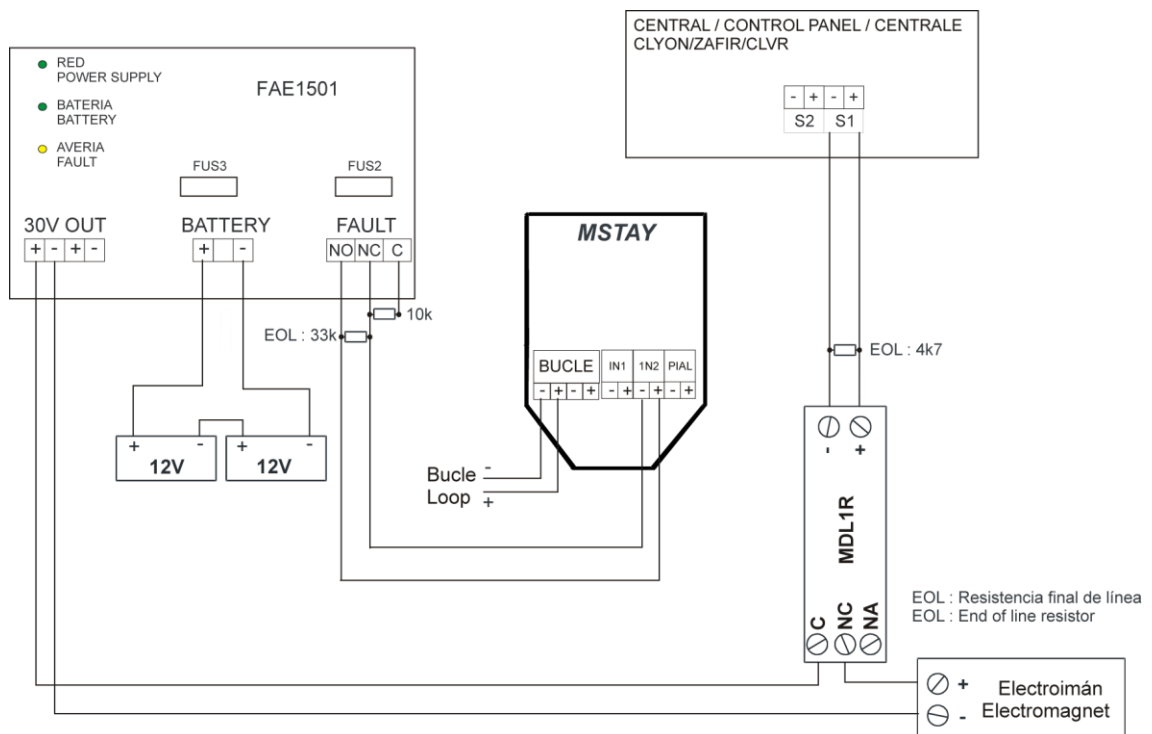 CENTRAL / CONTROL PANEL / CENTRALE
CLYON/ZAFIR/CLVR
- + - +
S2 S1
RED
POWER SUPPLY
BATERIA
BATTERY
AVERIA
FAULT
FAE1501
FUS3
FUS2
30V OUT
+ - + -
BATTERY
+ -
FAULT
NO NC C
10k
EOL : 33k
MSTAY
BUCLE IN1 1N2 PIAL
- + - + - + - + - +
EOL : 4k7
+ - + -
12V 12V
Bucle -
Loop +
- +
MDL1R
C NC NA
EOL : Resistencia final de línea
EOL : End of line resistor
+ Electroimán
- Electromagnet